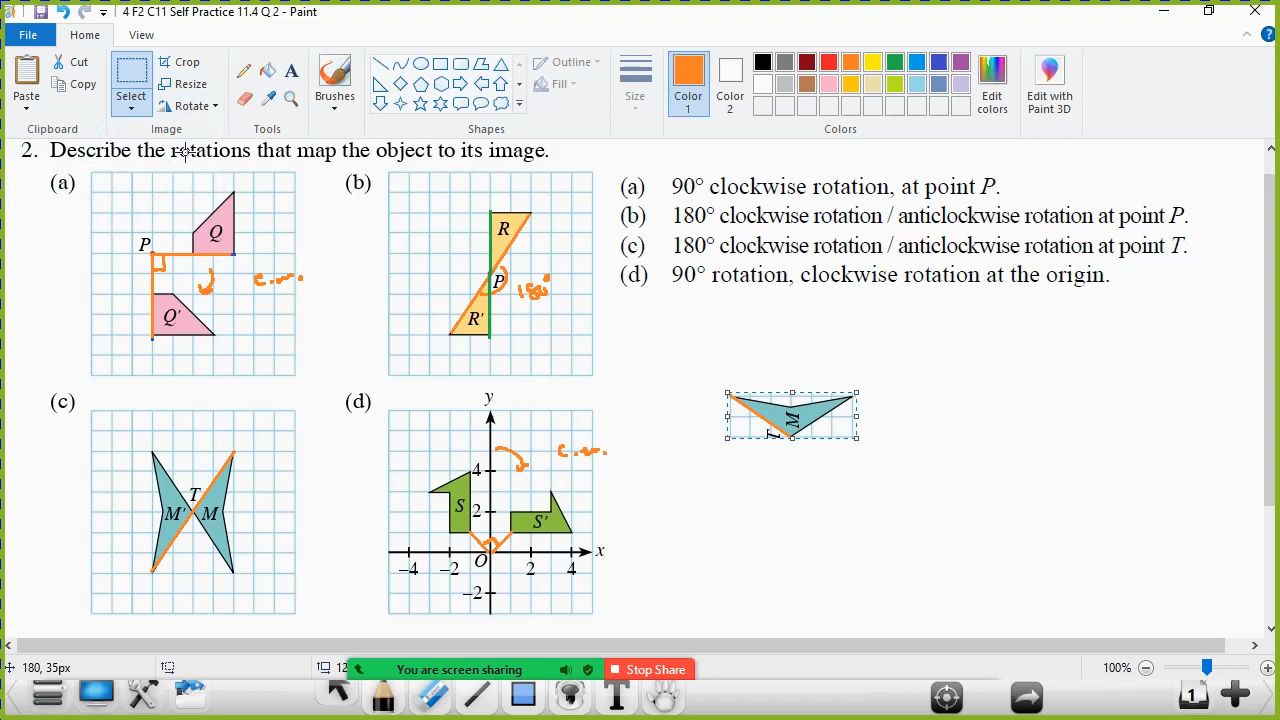 4 F2 C11 Self Practice 11.4 Q 2 - Paint
File Home View
Paste Cut Copy
Select Crop Resize Rotate
Brushes
Outline
Fill
Size
Color 1
Color 2
Edit colors
Edit with Paint 3D
Clipboard Image Tools Shapes Colors
2. Describe the rotations that map the object to its image.
(a)
Q
P
Q'
c.w.
(b)
R
P
180°
R'
(a) 90° clockwise rotation, at point P.
(b) 180° clockwise rotation / anticlockwise rotation at point P.
(c) 180° clockwise rotation / anticlockwise rotation at point T.
(d) 90° rotation, clockwise rotation at the origin.
(c)
T
M' M
(d)
y
c.w.
4
S 2 S'
O x
−4 −2 2 4
−2
M
T
180, 35px
12
You are screen sharing
Stop Share
100%
1